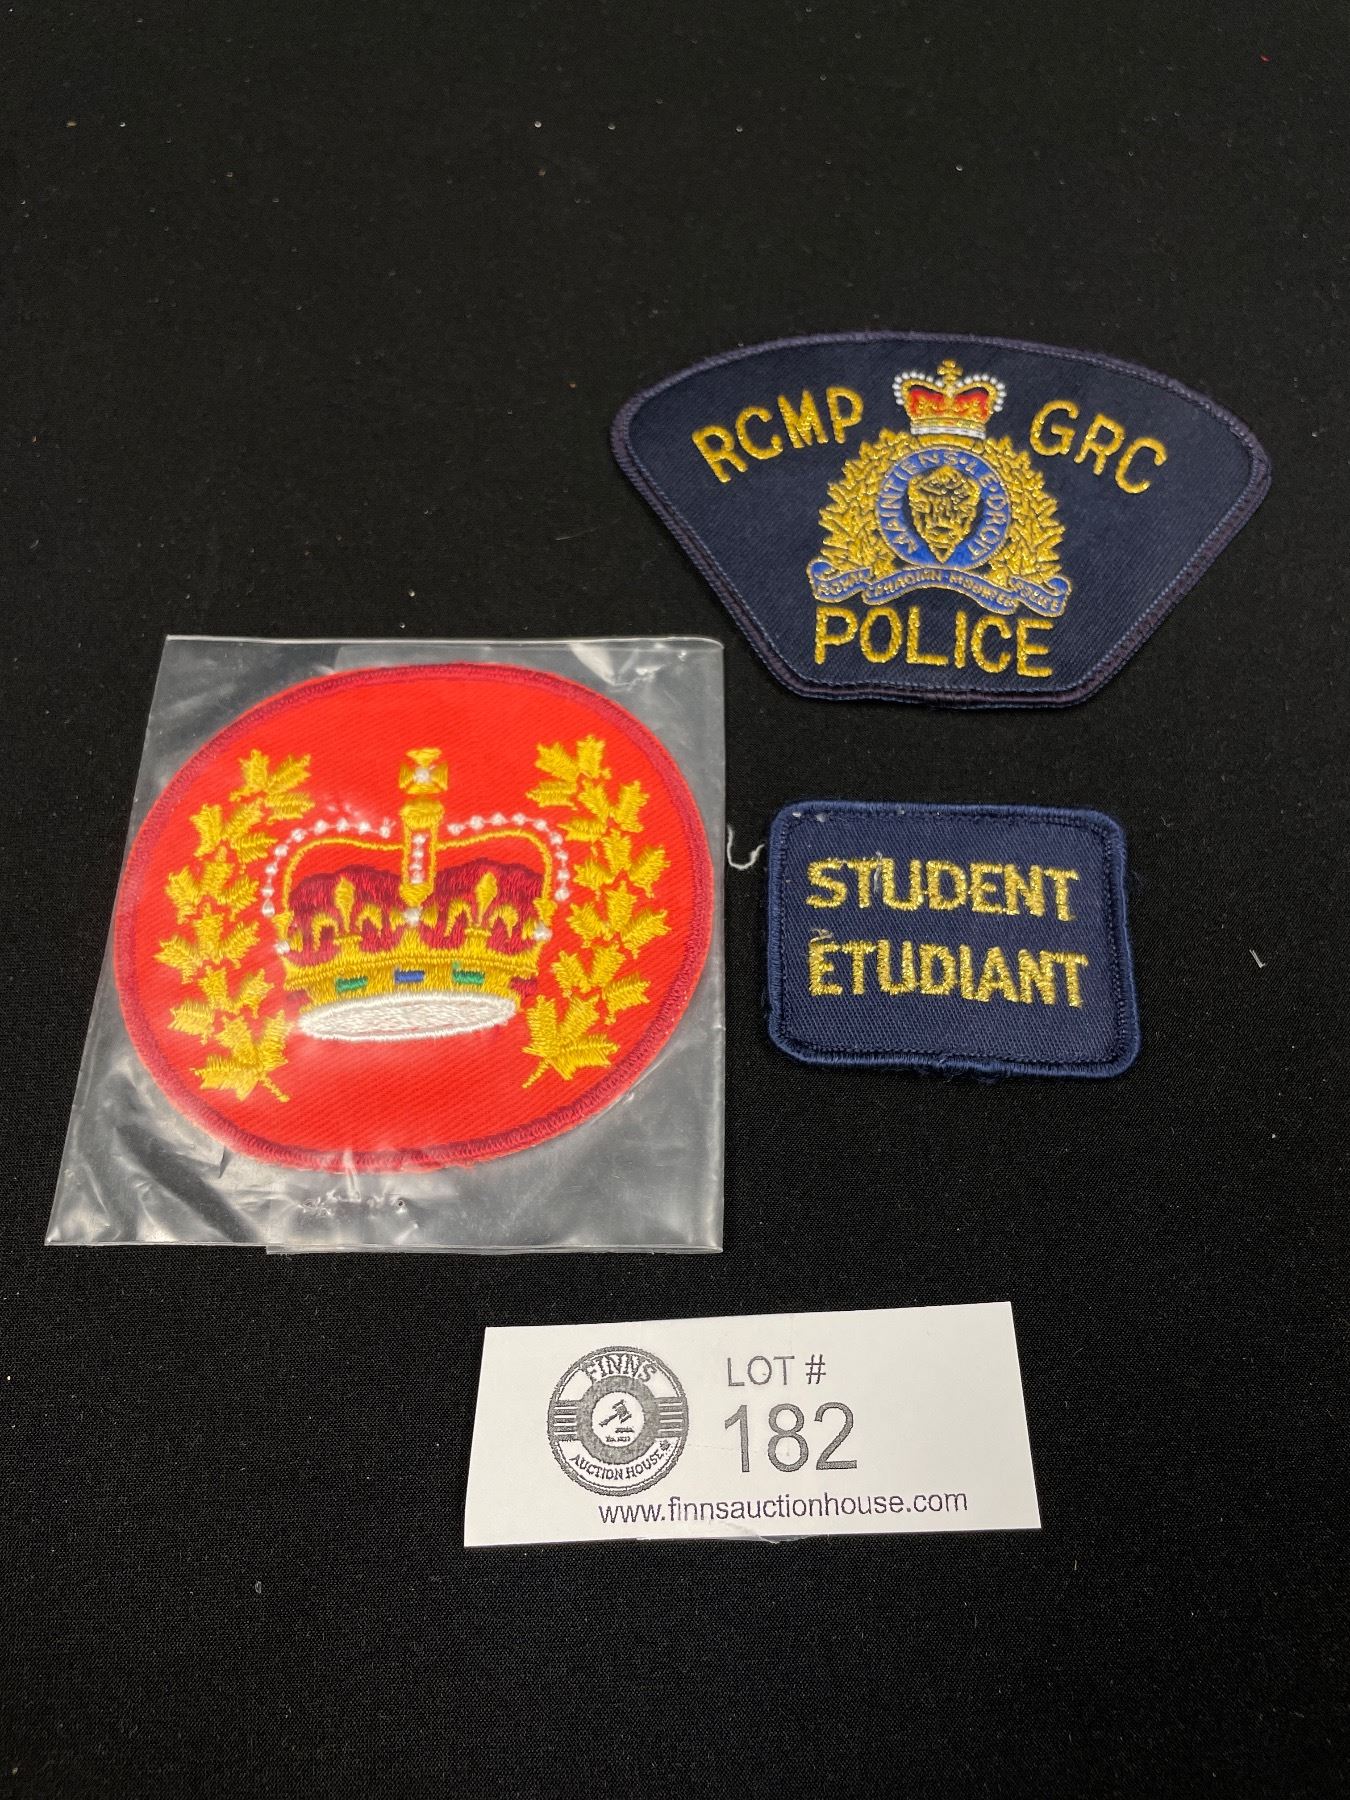 RCMP GRC
MAINTIENS LE DROIT
ROYAL CANADIAN MOUNTED POLICE
POLICE
STUDENT
ÉTUDIANT
FINNS
AUCTION HOUSE
LOT #
182
www.finnsauctionhouse.com